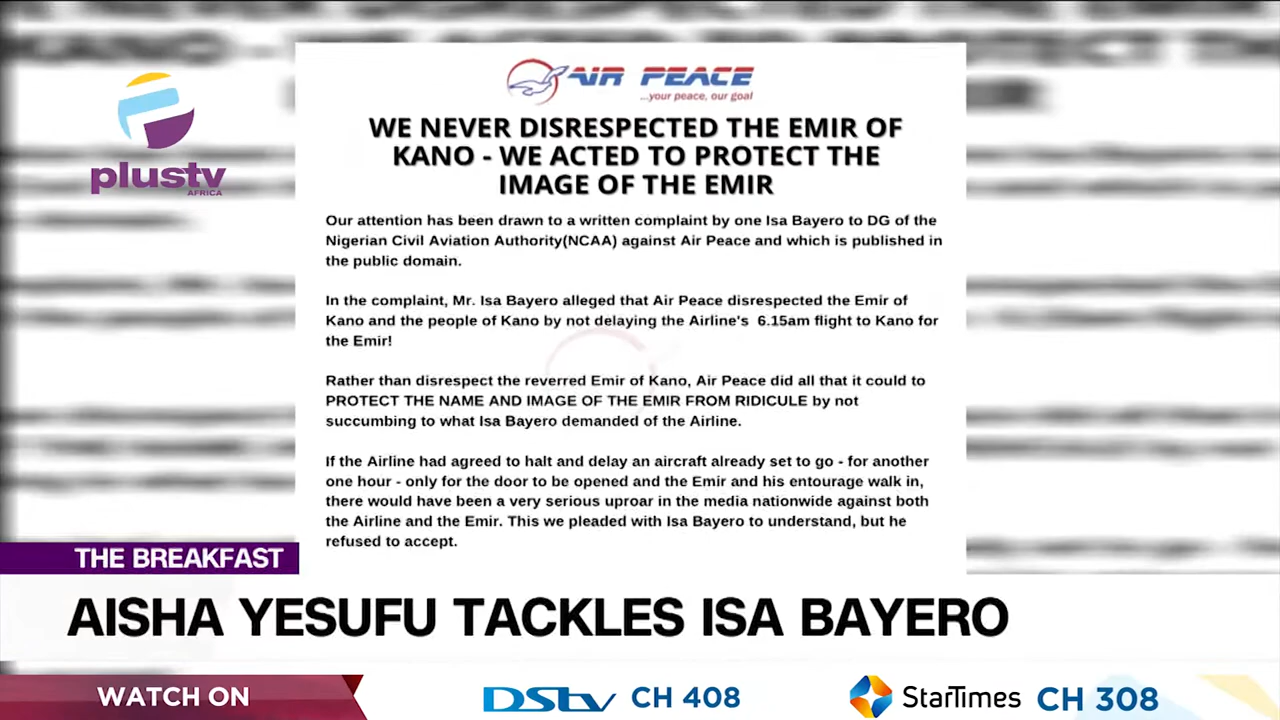 plustv
AFRICA
AIR PEACE
...your peace, our goal
WE NEVER DISRESPECTED THE EMIR OF
KANO - WE ACTED TO PROTECT THE
IMAGE OF THE EMIR
Our attention has been drawn to a written complaint by one Isa Bayero to DG of the
Nigerian Civil Aviation Authority(NCAA) against Air Peace and which is published in
the public domain.
In the complaint, Mr. Isa Bayero alleged that Air Peace disrespected the Emir of
Kano and the people of Kano by not delaying the Airline's 6.15am flight to Kano for
the Emir!
Rather than disrespect the reverred Emir of Kano, Air Peace did all that it could to
PROTECT THE NAME AND IMAGE OF THE EMIR FROM RIDICULE by not
succumbing to what Isa Bayero demanded of the Airline.
If the Airline had agreed to halt and delay an aircraft already set to go - for another
one hour - only for the door to be opened and the Emir and his entourage walk in,
there would have been a very serious uproar in the media nationwide against both
the Airline and the Emir. This we pleaded with Isa Bayero to understand, but he
refused to accept.
THE BREAKFAST
AISHA YESUFU TACKLES ISA BAYERO
WATCH ON
DStv CH 408
StarTimes CH 308